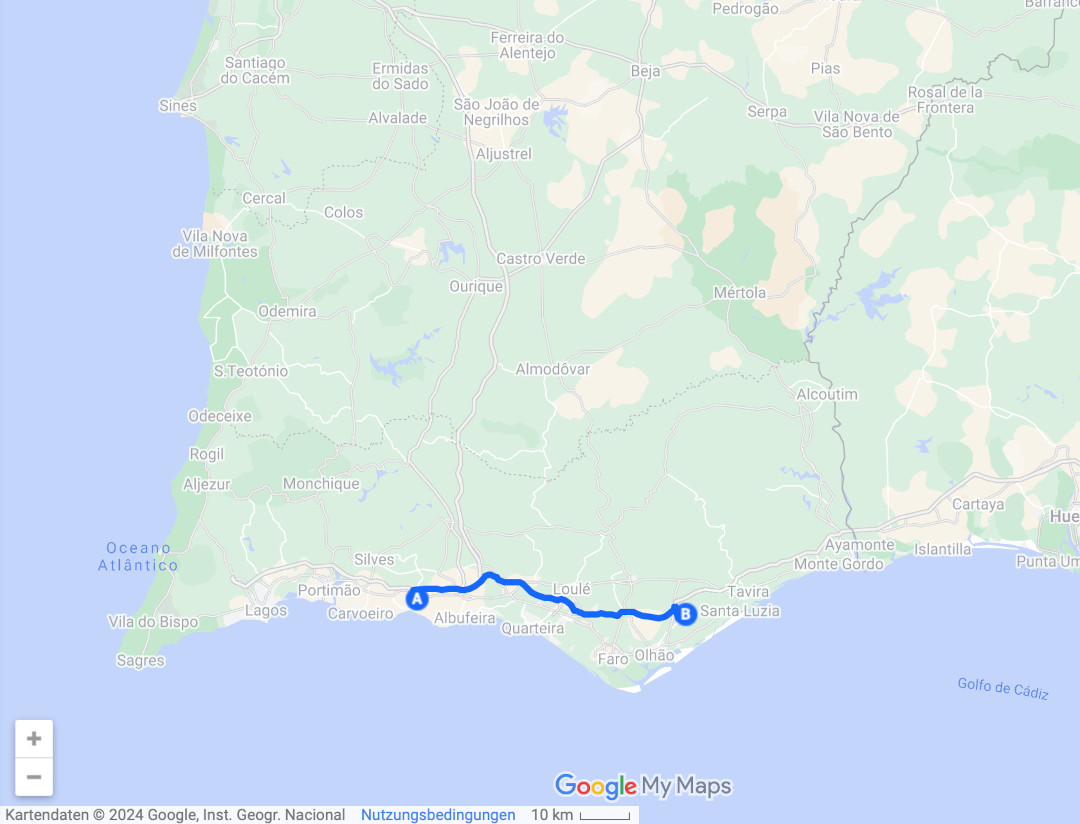 Pedrogão
Barranc
Ferreira do
Alentejo
Santiago
do Cacém
Ermidas
do Sado
Beja
Pias
Sines
São João de
Negrilhos
Alvalade
Serpa
Rosal de la
Frontera
Vila Nova de
São Bento
Aljustrel
Cercal
Colos
Vila Nova
de Milfontes
Castro Verde
Ourique
Mértola
Odemira
S.Teotónio
Almodôvar
Alcoutim
Odeceixe
Rogil
Aljezur
Monchique
Cartaya
Hue
Oceano
Atlântico
Silves
Ayamonte
Islantilla
Monte Gordo
Punta Um
Portimão
Loulé
Tavira
A
B
Lagos
Carvoeiro
Albufeira
Santa Luzia
Vila do Bispo
Quarteira
Sagres
Faro
Olhão
Golfo de Cádiz
+
−
Google My Maps
Kartendaten © 2024 Google, Inst. Geogr. Nacional Nutzungsbedingungen 10 km